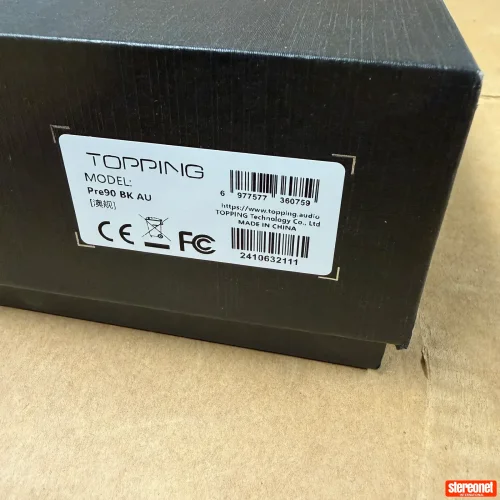 TOPPING
MODEL:
Pre90 BK AU
[澳规]
CE FC
6 977577 360759
https://www.topping.audio
TOPPING Technology Co., Ltd
MADE IN CHINA
2410632111
stereonet
INTERNATIONAL